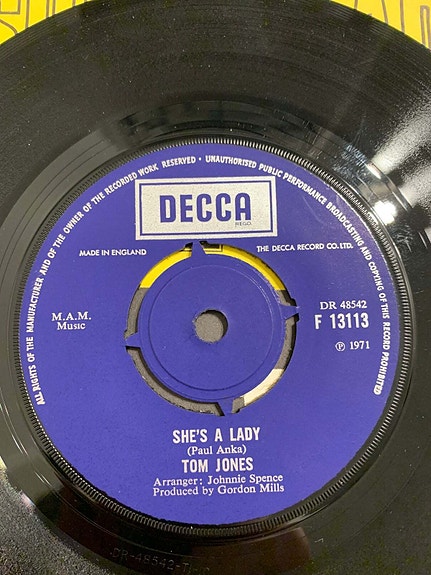 ALL RIGHTS OF THE MANUFACTURER AND OF THE OWNER OF THE RECORDED WORK RESERVED • UNAUTHORISED PUBLIC PERFORMANCE BROADCASTING AND COPYING OF THIS RECORD PROHIBITED
DECCA
REGD.
MADE IN ENGLAND
THE DECCA RECORD CO. LTD.
M.A.M.
Music
DR 48542
F 13113
℗ 1971
SHE'S A LADY
(Paul Anka)
TOM JONES
Arranger: Johnnie Spence
Produced by Gordon Mills